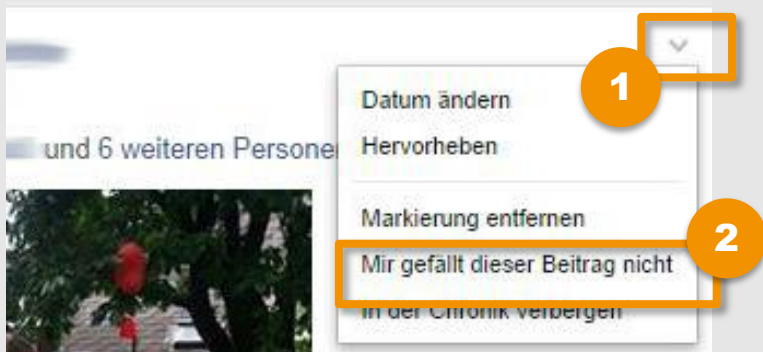 1
Datum ändern
und 6 weiteren Persone
Hervorheben
Markierung entfernen
2
Mir gefällt dieser Beitrag nicht
In der Chronik verbergen